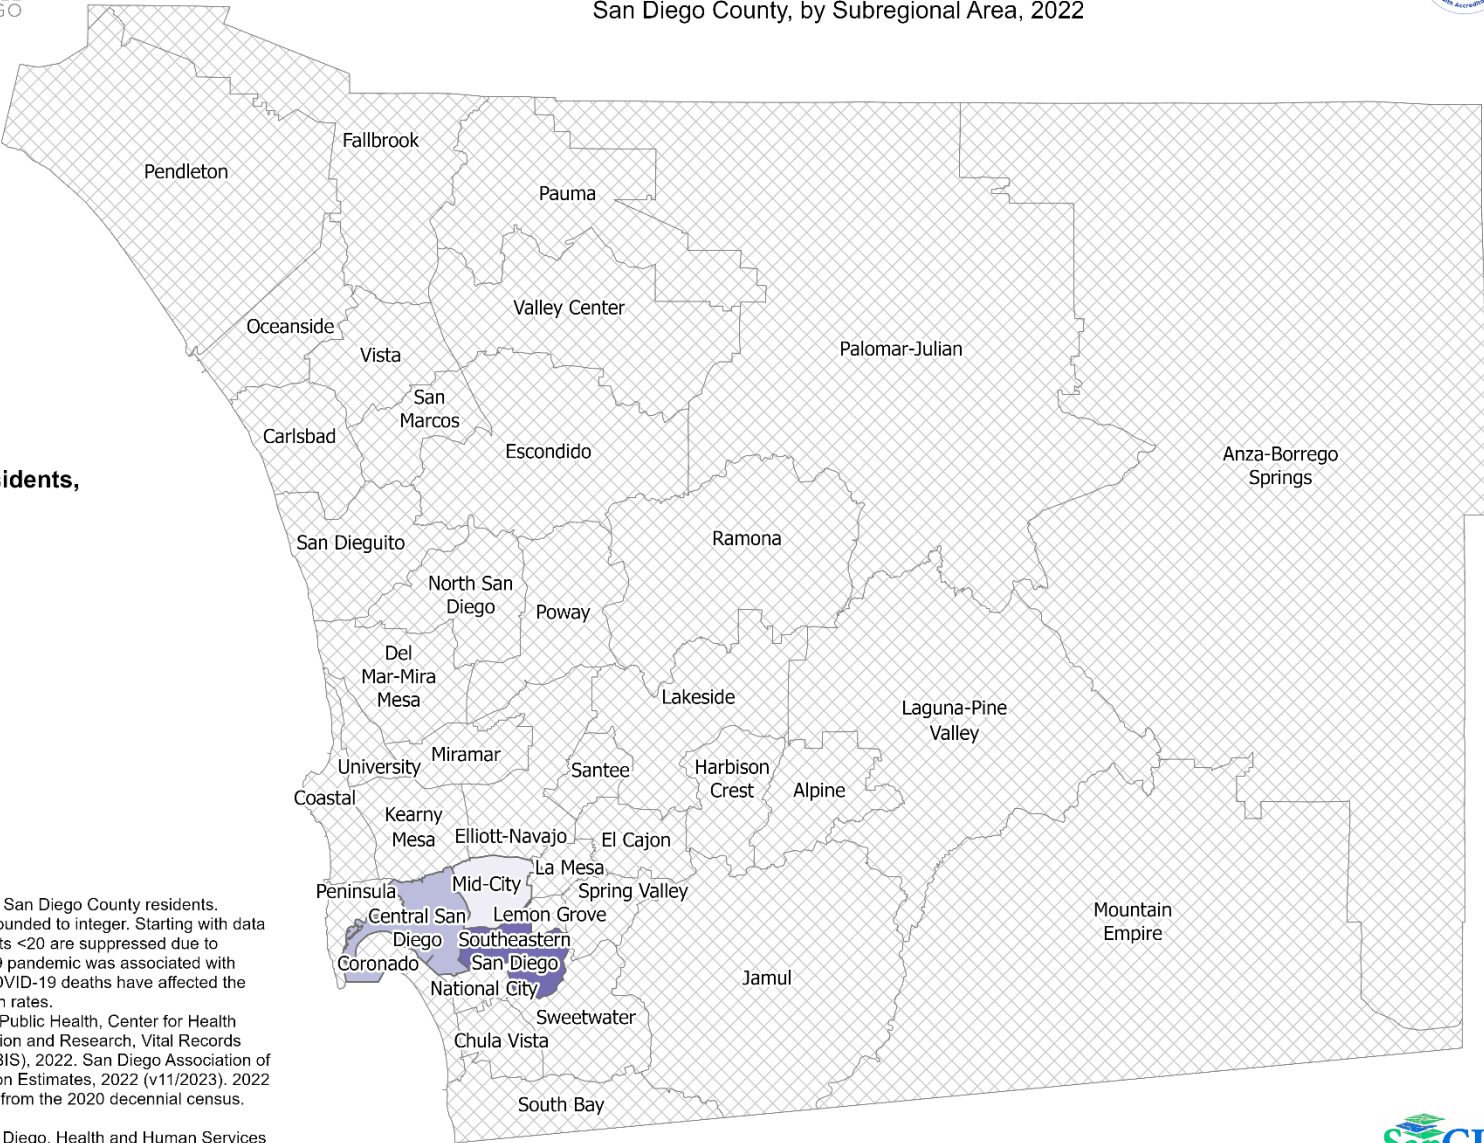 GO
San Diego County, by Subregional Area, 2022
Fallbrook
Pendleton
Pauma
Valley Center
Oceanside
Vista
Palomar-Julian
San
Marcos
Carlsbad
Escondido
Anza-Borrego
Springs
idents,
Ramona
San Dieguito
North San
Diego
Poway
Del
Mar-Mira
Mesa
Lakeside
Laguna-Pine
Valley
Miramar
University
Santee
Harbison
Crest
Alpine
Coastal
Kearny
Mesa
Elliott-Navajo
El Cajon
La Mesa
Mid-City
Peninsula
Spring Valley
Central San
Diego
Lemon Grove
Mountain
Empire
Southeastern
San Diego
Coronado
Jamul
National City
Sweetwater
Chula Vista
South Bay
San Diego County residents.
ounded to integer. Starting with data
ts <20 are suppressed due to
9 pandemic was associated with
OVID-19 deaths have affected the
h rates.
Public Health, Center for Health
ion and Research, Vital Records
BIS), 2022. San Diego Association of
on Estimates, 2022 (v11/2023). 2022
from the 2020 decennial census.
Diego, Health and Human Services